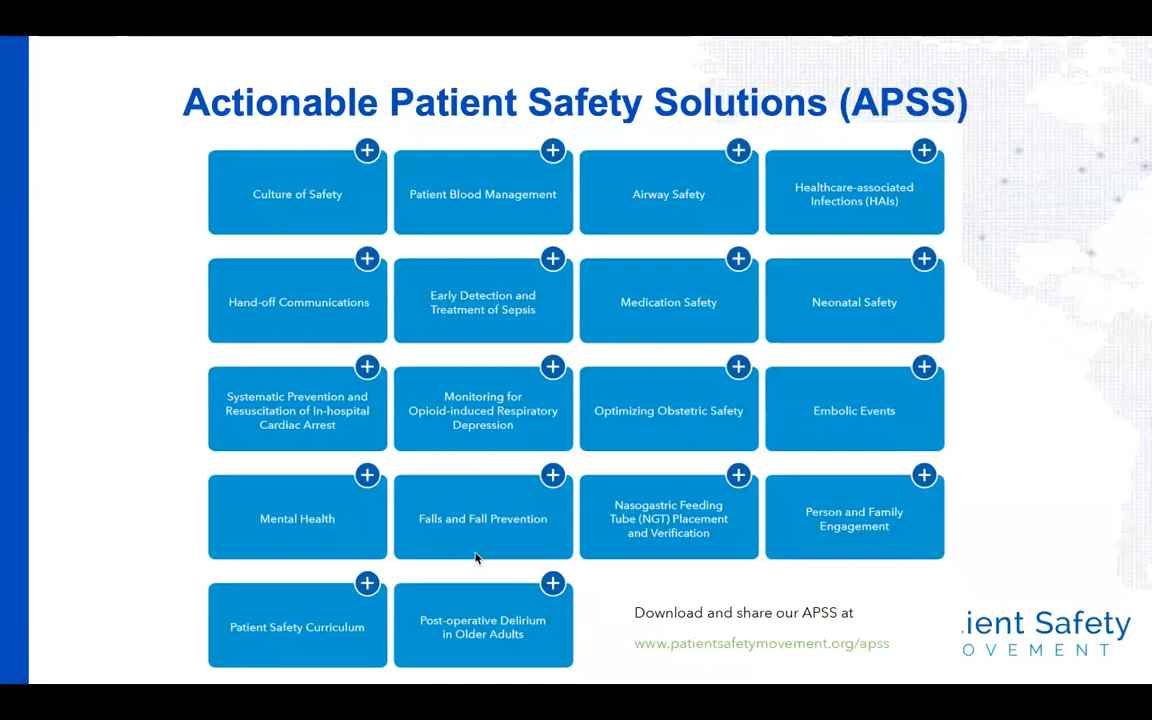 Actionable Patient Safety Solutions (APSS)
Culture of Safety
Patient Blood Management
Airway Safety
Healthcare-associated
Infections (HAIs)
Hand-off Communications
Early Detection and
Treatment of Sepsis
Medication Safety
Neonatal Safety
Systematic Prevention and
Resuscitation of In-hospital
Cardiac Arrest
Monitoring for
Opioid-induced Respiratory
Depression
Optimizing Obstetric Safety
Embolic Events
Mental Health
Falls and Fall Prevention
Nasogastric Feeding
Tube (NGT) Placement
and Verification
Person and Family
Engagement
Patient Safety Curriculum
Post-operative Delirium
in Older Adults
Download and share our APSS at
www.patientsafetymovement.org/apss
ient Safety
OVEMENT